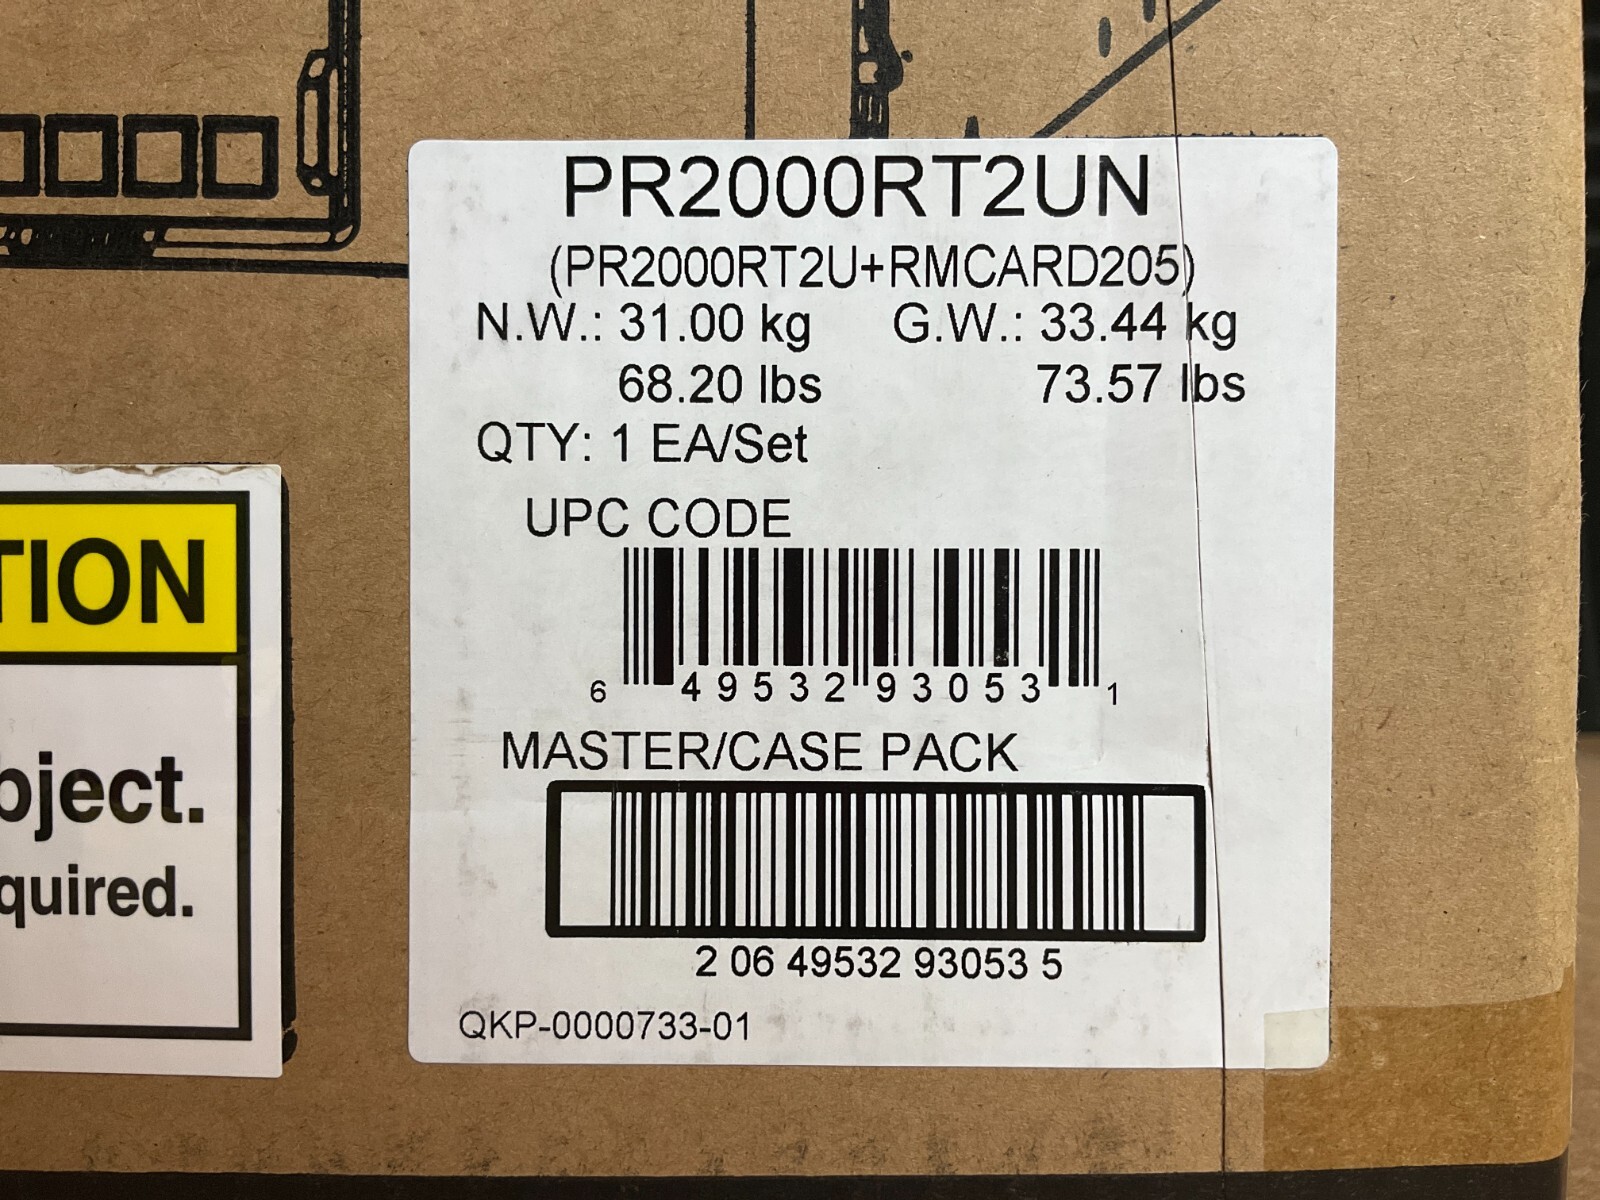 PR2000RT2UN
(PR2000RT2U+RMCARD205)
N.W.: 31.00 kg G.W.: 33.44 kg
68.20 lbs 73.57 lbs
QTY: 1 EA/Set
UPC CODE
6 49532 93053 1
MASTER/CASE PACK
2 06 49532 93053 5
QKP-0000733-01
TION
bject.
quired.